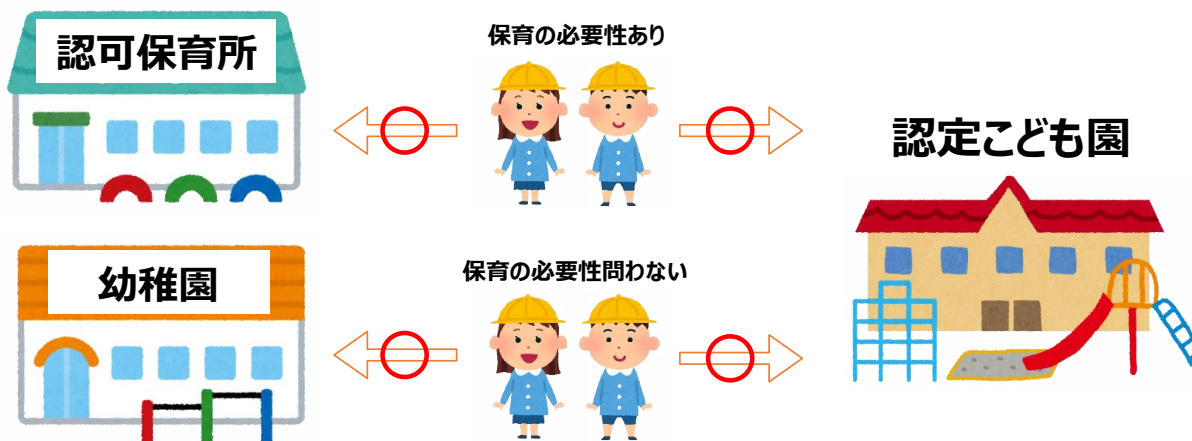 認可保育所
保育の必要性あり
認定こども園
幼稚園
保育の必要性問わない